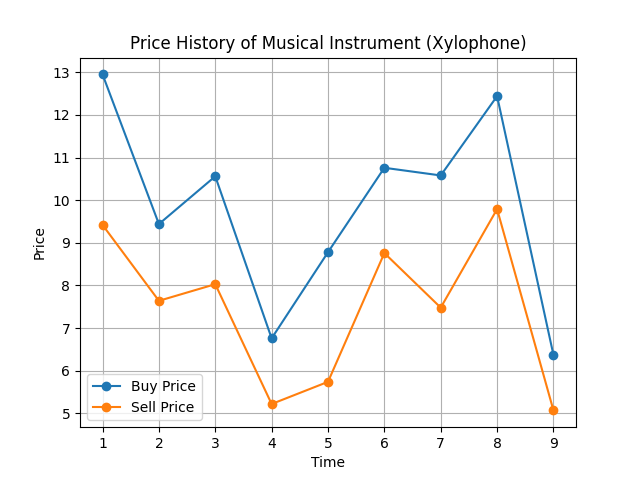 Price History of Musical Instrument (Xylophone)
13
12
11
10
9
8
7
6
5
Price
Buy Price
Sell Price
1 2 3 4 5 6 7 8 9
Time